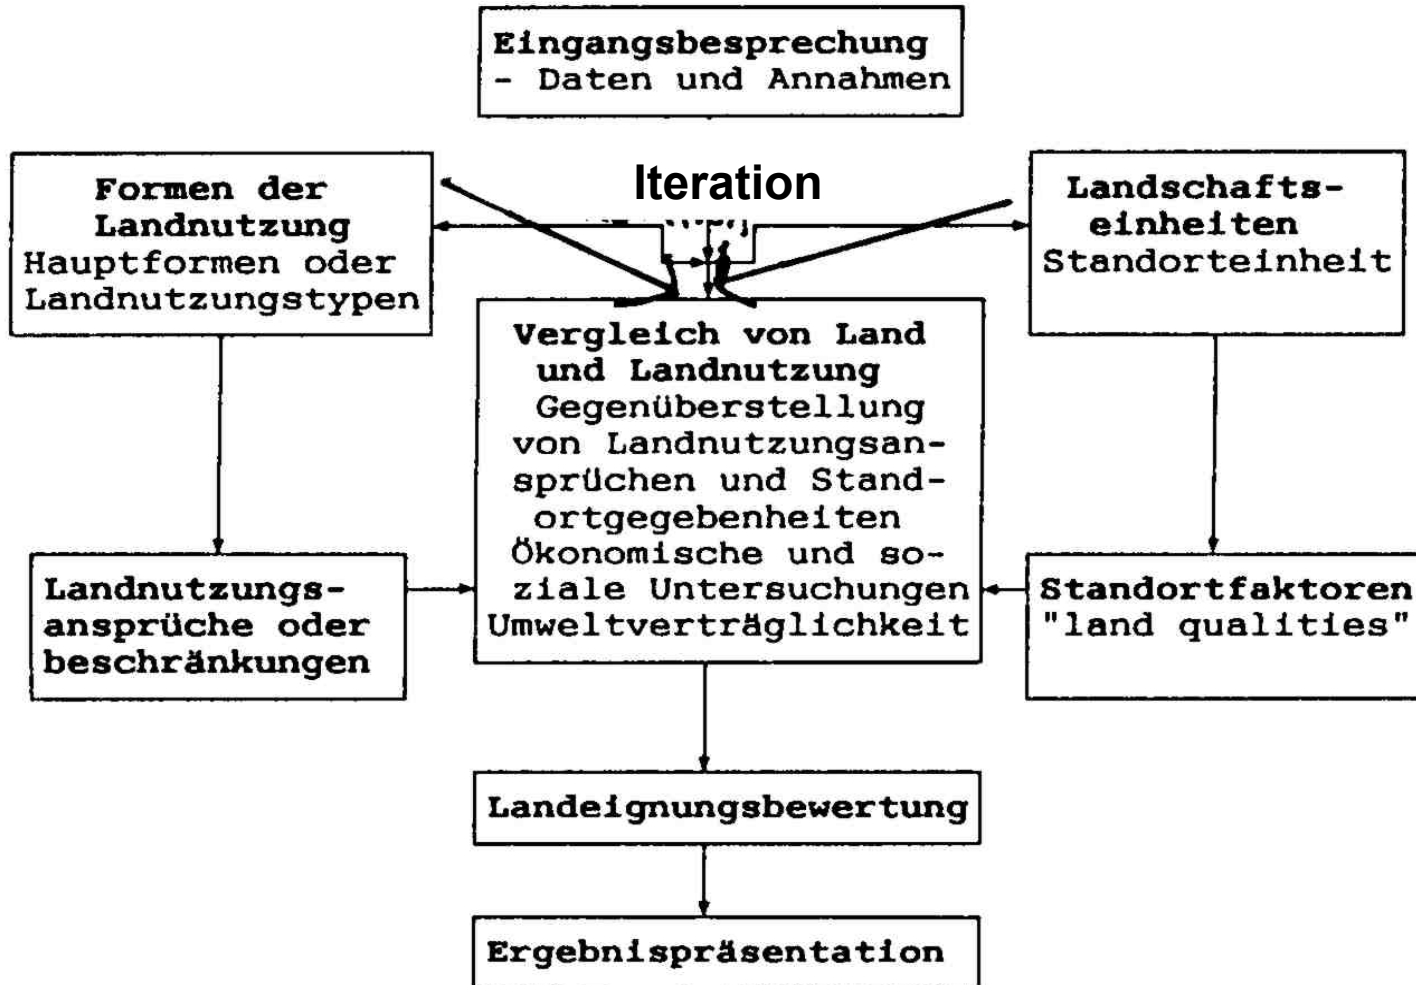 Eingangsbesprechung
- Daten und Annahmen
Iteration
Formen der
Landnutzung
Hauptformen oder
Landnutzungstypen
Landschafts-
einheiten
Standorteinheit
Vergleich von Land
und Landnutzung
Gegenüberstellung
von Landnutzungsan-
sprüchen und Stand-
ortgegebenheiten
Ökonomische und so-
ziale Untersuchungen
Umweltverträglichkeit
Landnutzungs-
ansprüche oder
beschränkungen
Standortfaktoren
"land qualities"
Landeignungsbewertung
Ergebnispräsentation